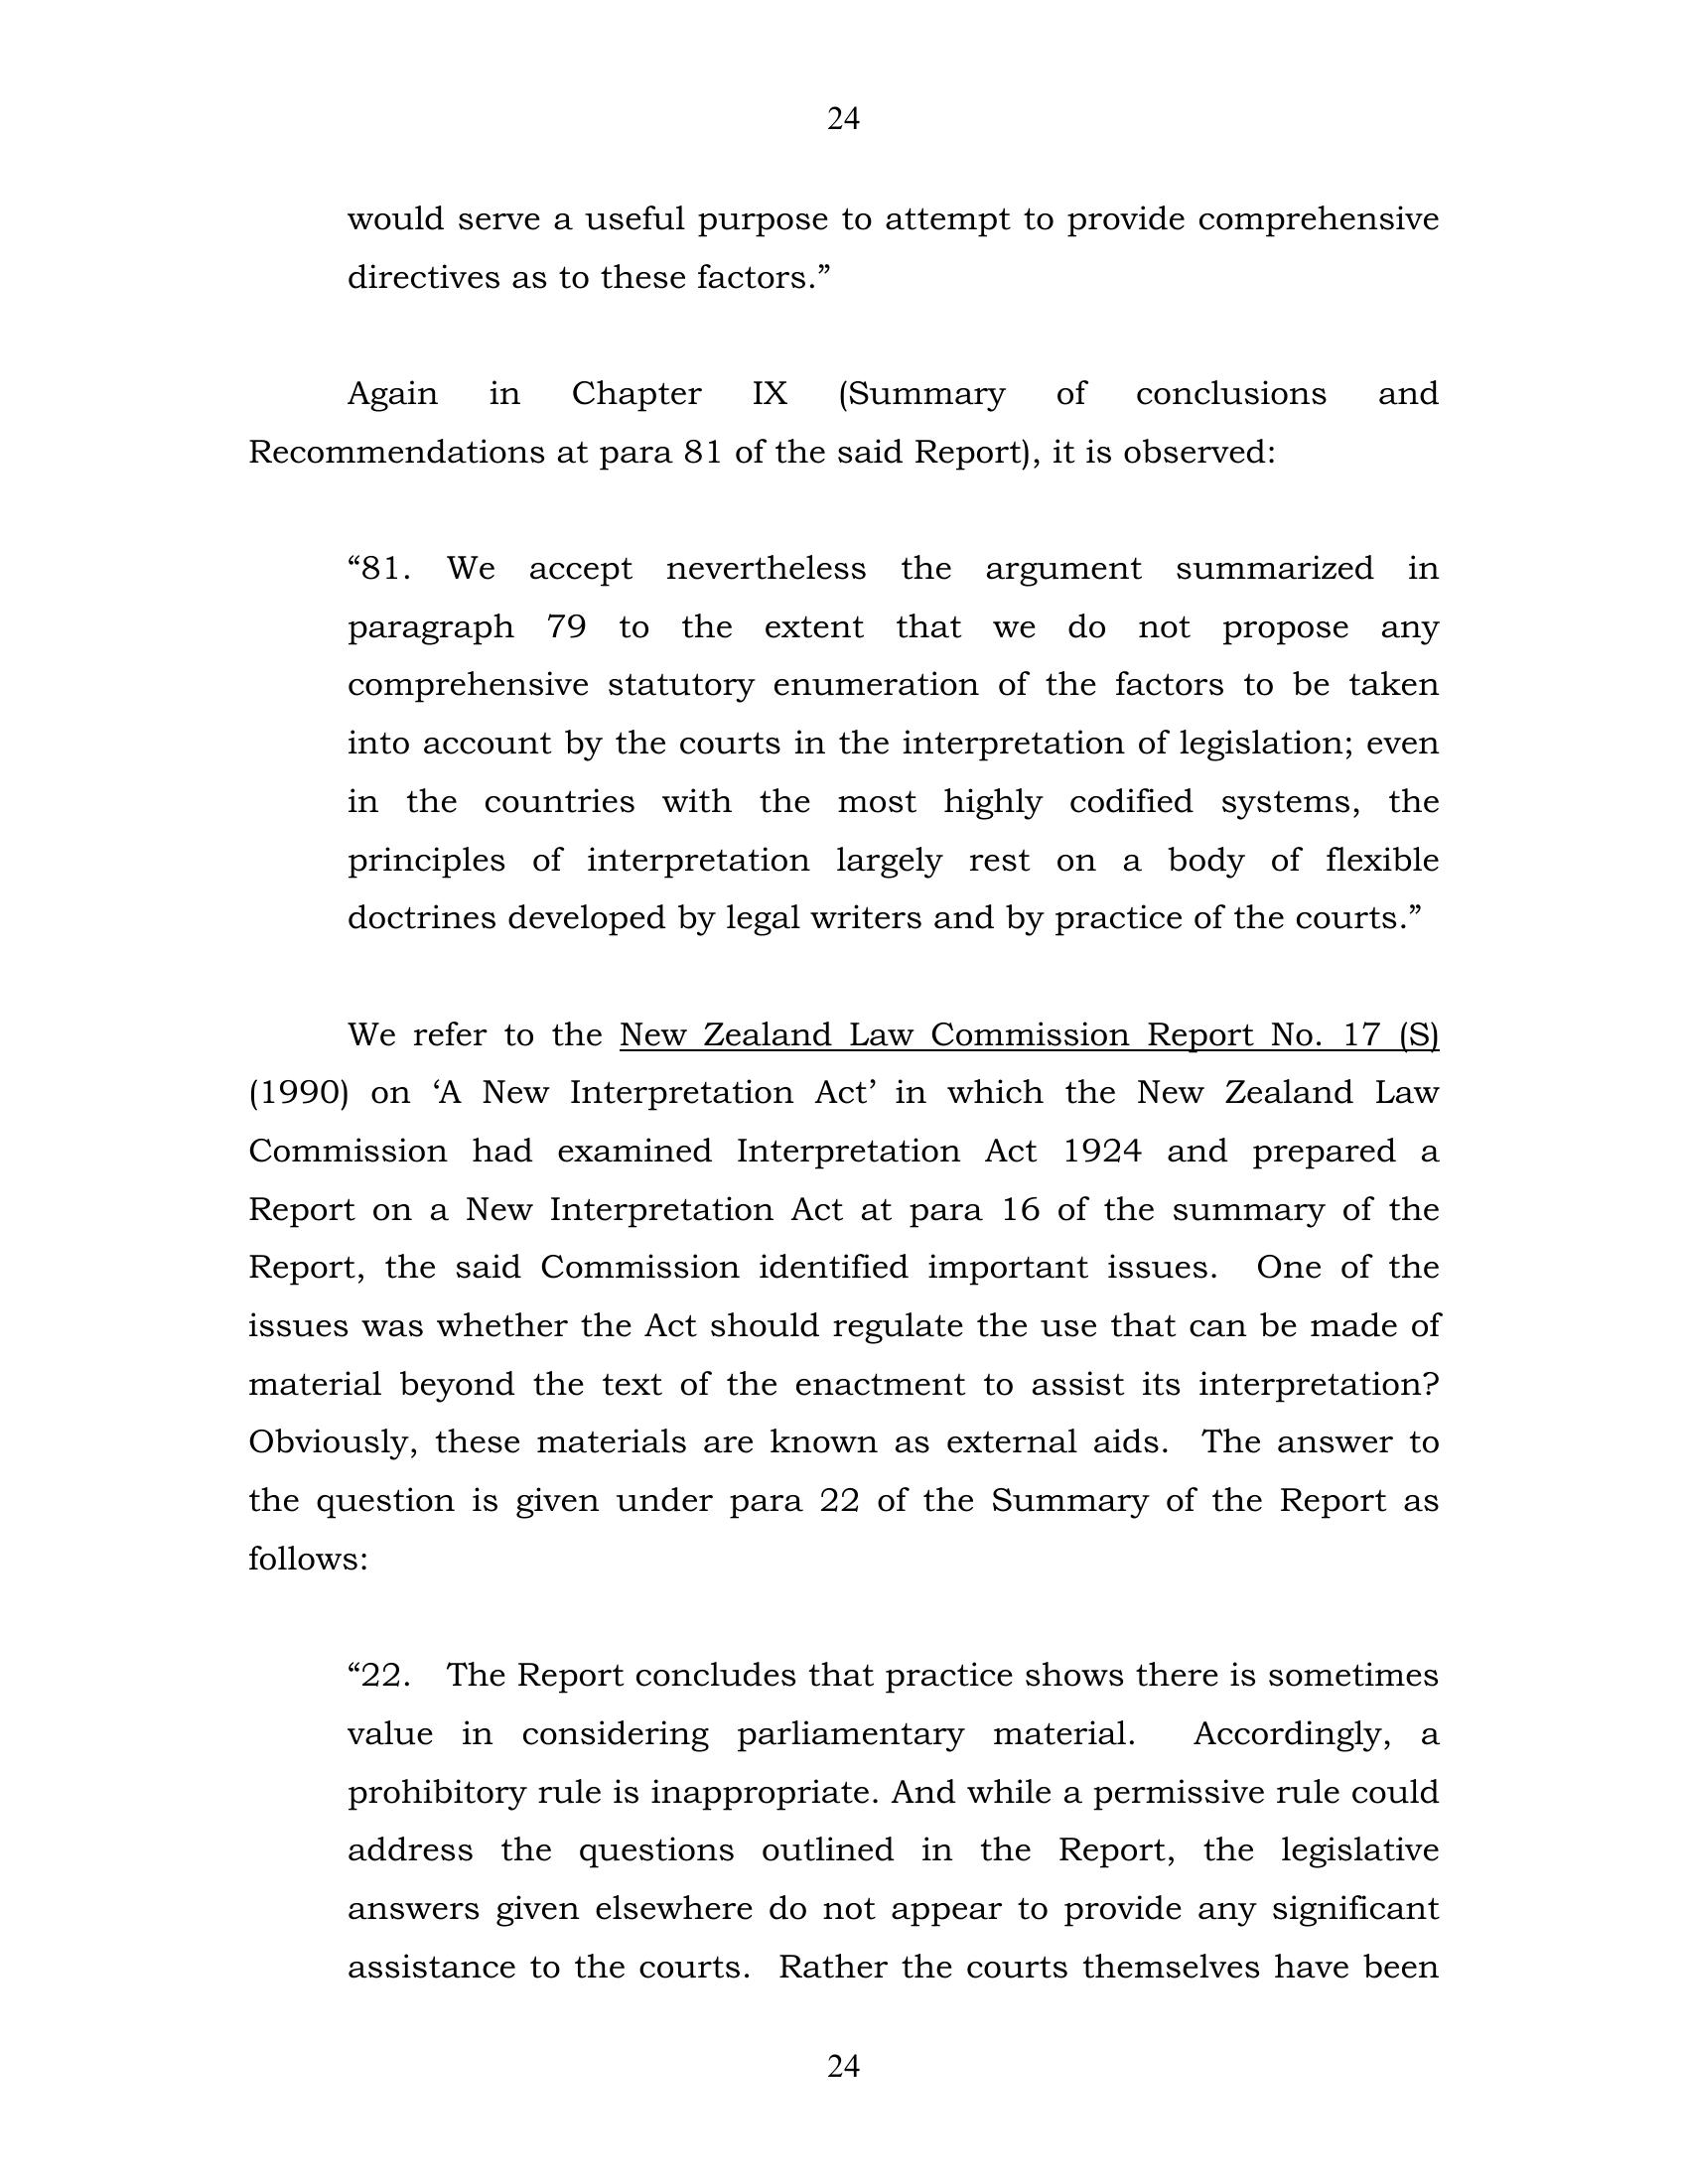 24
would serve a useful purpose to attempt to provide comprehensive
directives as to these factors.”
Again in Chapter IX (Summary of conclusions and
Recommendations at para 81 of the said Report), it is observed:
“81. We accept nevertheless the argument summarized in
paragraph 79 to the extent that we do not propose any
comprehensive statutory enumeration of the factors to be taken
into account by the courts in the interpretation of legislation; even
in the countries with the most highly codified systems, the
principles of interpretation largely rest on a body of flexible
doctrines developed by legal writers and by practice of the courts.”
We refer to the New Zealand Law Commission Report No. 17 (S)
(1990) on ‘A New Interpretation Act’ in which the New Zealand Law
Commission had examined Interpretation Act 1924 and prepared a
Report on a New Interpretation Act at para 16 of the summary of the
Report, the said Commission identified important issues. One of the
issues was whether the Act should regulate the use that can be made of
material beyond the text of the enactment to assist its interpretation?
Obviously, these materials are known as external aids. The answer to
the question is given under para 22 of the Summary of the Report as
follows:
“22. The Report concludes that practice shows there is sometimes
value in considering parliamentary material. Accordingly, a
prohibitory rule is inappropriate. And while a permissive rule could
address the questions outlined in the Report, the legislative
answers given elsewhere do not appear to provide any significant
assistance to the courts. Rather the courts themselves have been
24